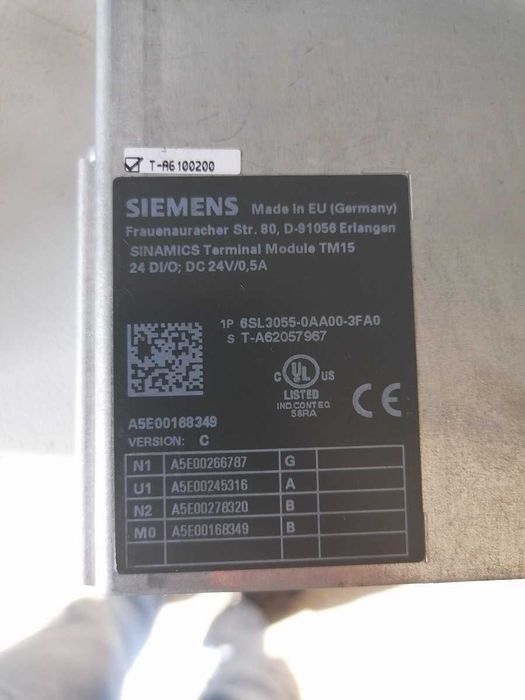 T-A6100200
SIEMENS Made in EU (Germany)
Frauenauracher Str. 80, D-91056 Erlangen
SINAMICS Terminal Module TM15
24 DI/O; DC 24V/0,5A
1P 6SL3055-0AA00-3FA0
S T-A62057967
C UL US
LISTED
IND.CONT.EQ.
56RA
CE
A5E00168349
VERSION: C
N1 A5E00266787 G
U1 A5E00245316 A
N2 A5E00278320 B
M0 A5E00168349 B